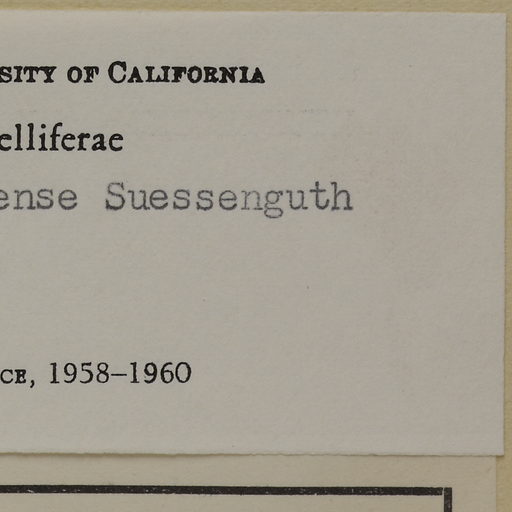 SITY OF CALIFORNIA
elliferae
ense Suessenguth
CE, 1958–1960